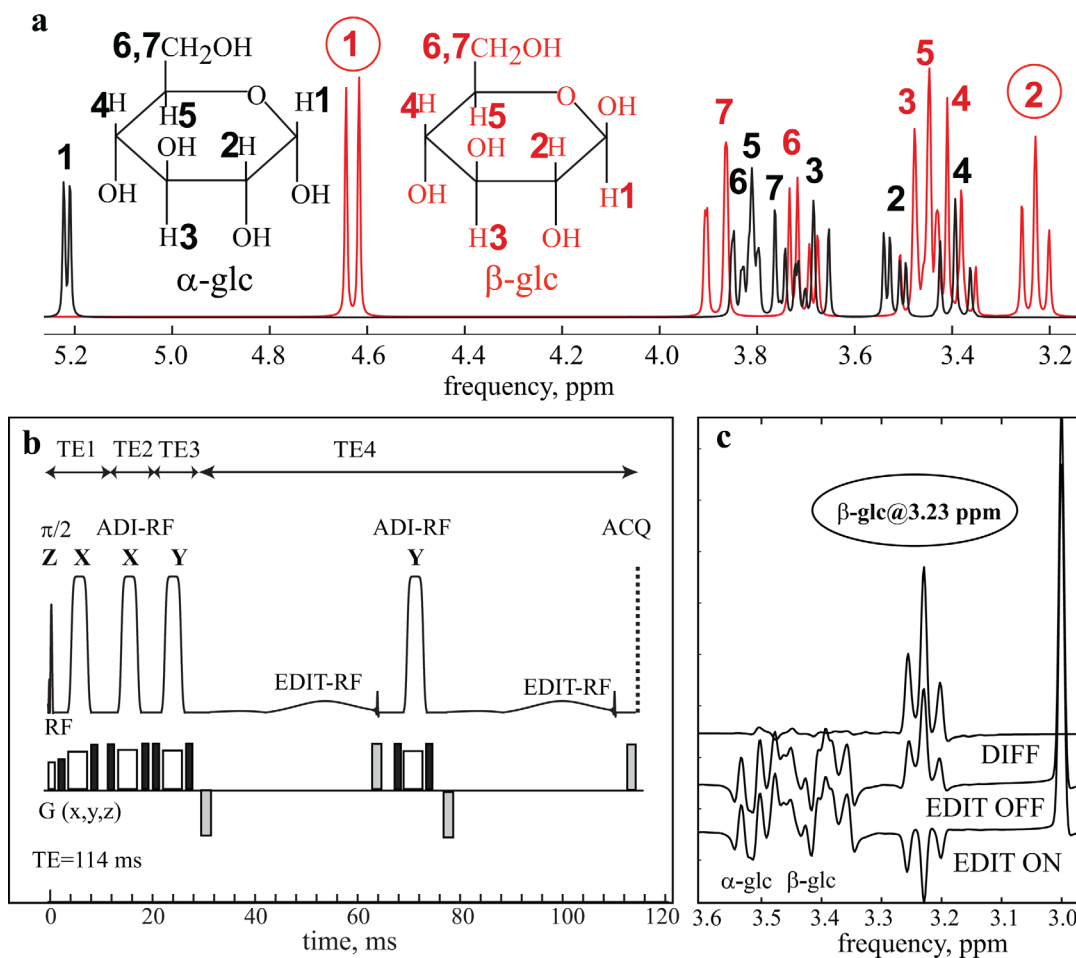 a
6,7CH2OH
4H
O
H1
H5
OH
2H
OH
OH
H3
OH
α-glc
1
1
6,7CH2OH
4H
O
OH
H5
OH
2H
OH
H1
H3
OH
β-glc
7
6
5
7
6
3
2
3
5
4
4
2
5.2 5.0 4.8 4.6 4.4 4.2 4.0 3.8 3.6 3.4 3.2
frequency, ppm
b
TE1 TE2 TE3 TE4
π/2 ADI-RF ADI-RF ACQ
Z X X Y Y
EDIT-RF EDIT-RF
RF
G (x,y,z)
TE=114 ms
0 20 40 60 80 100 120
time, ms
c
β-glc@3.23 ppm
DIFF
EDIT OFF
EDIT ON
α-glc β-glc
3.6 3.5 3.4 3.3 3.2 3.1 3.0
frequency, ppm